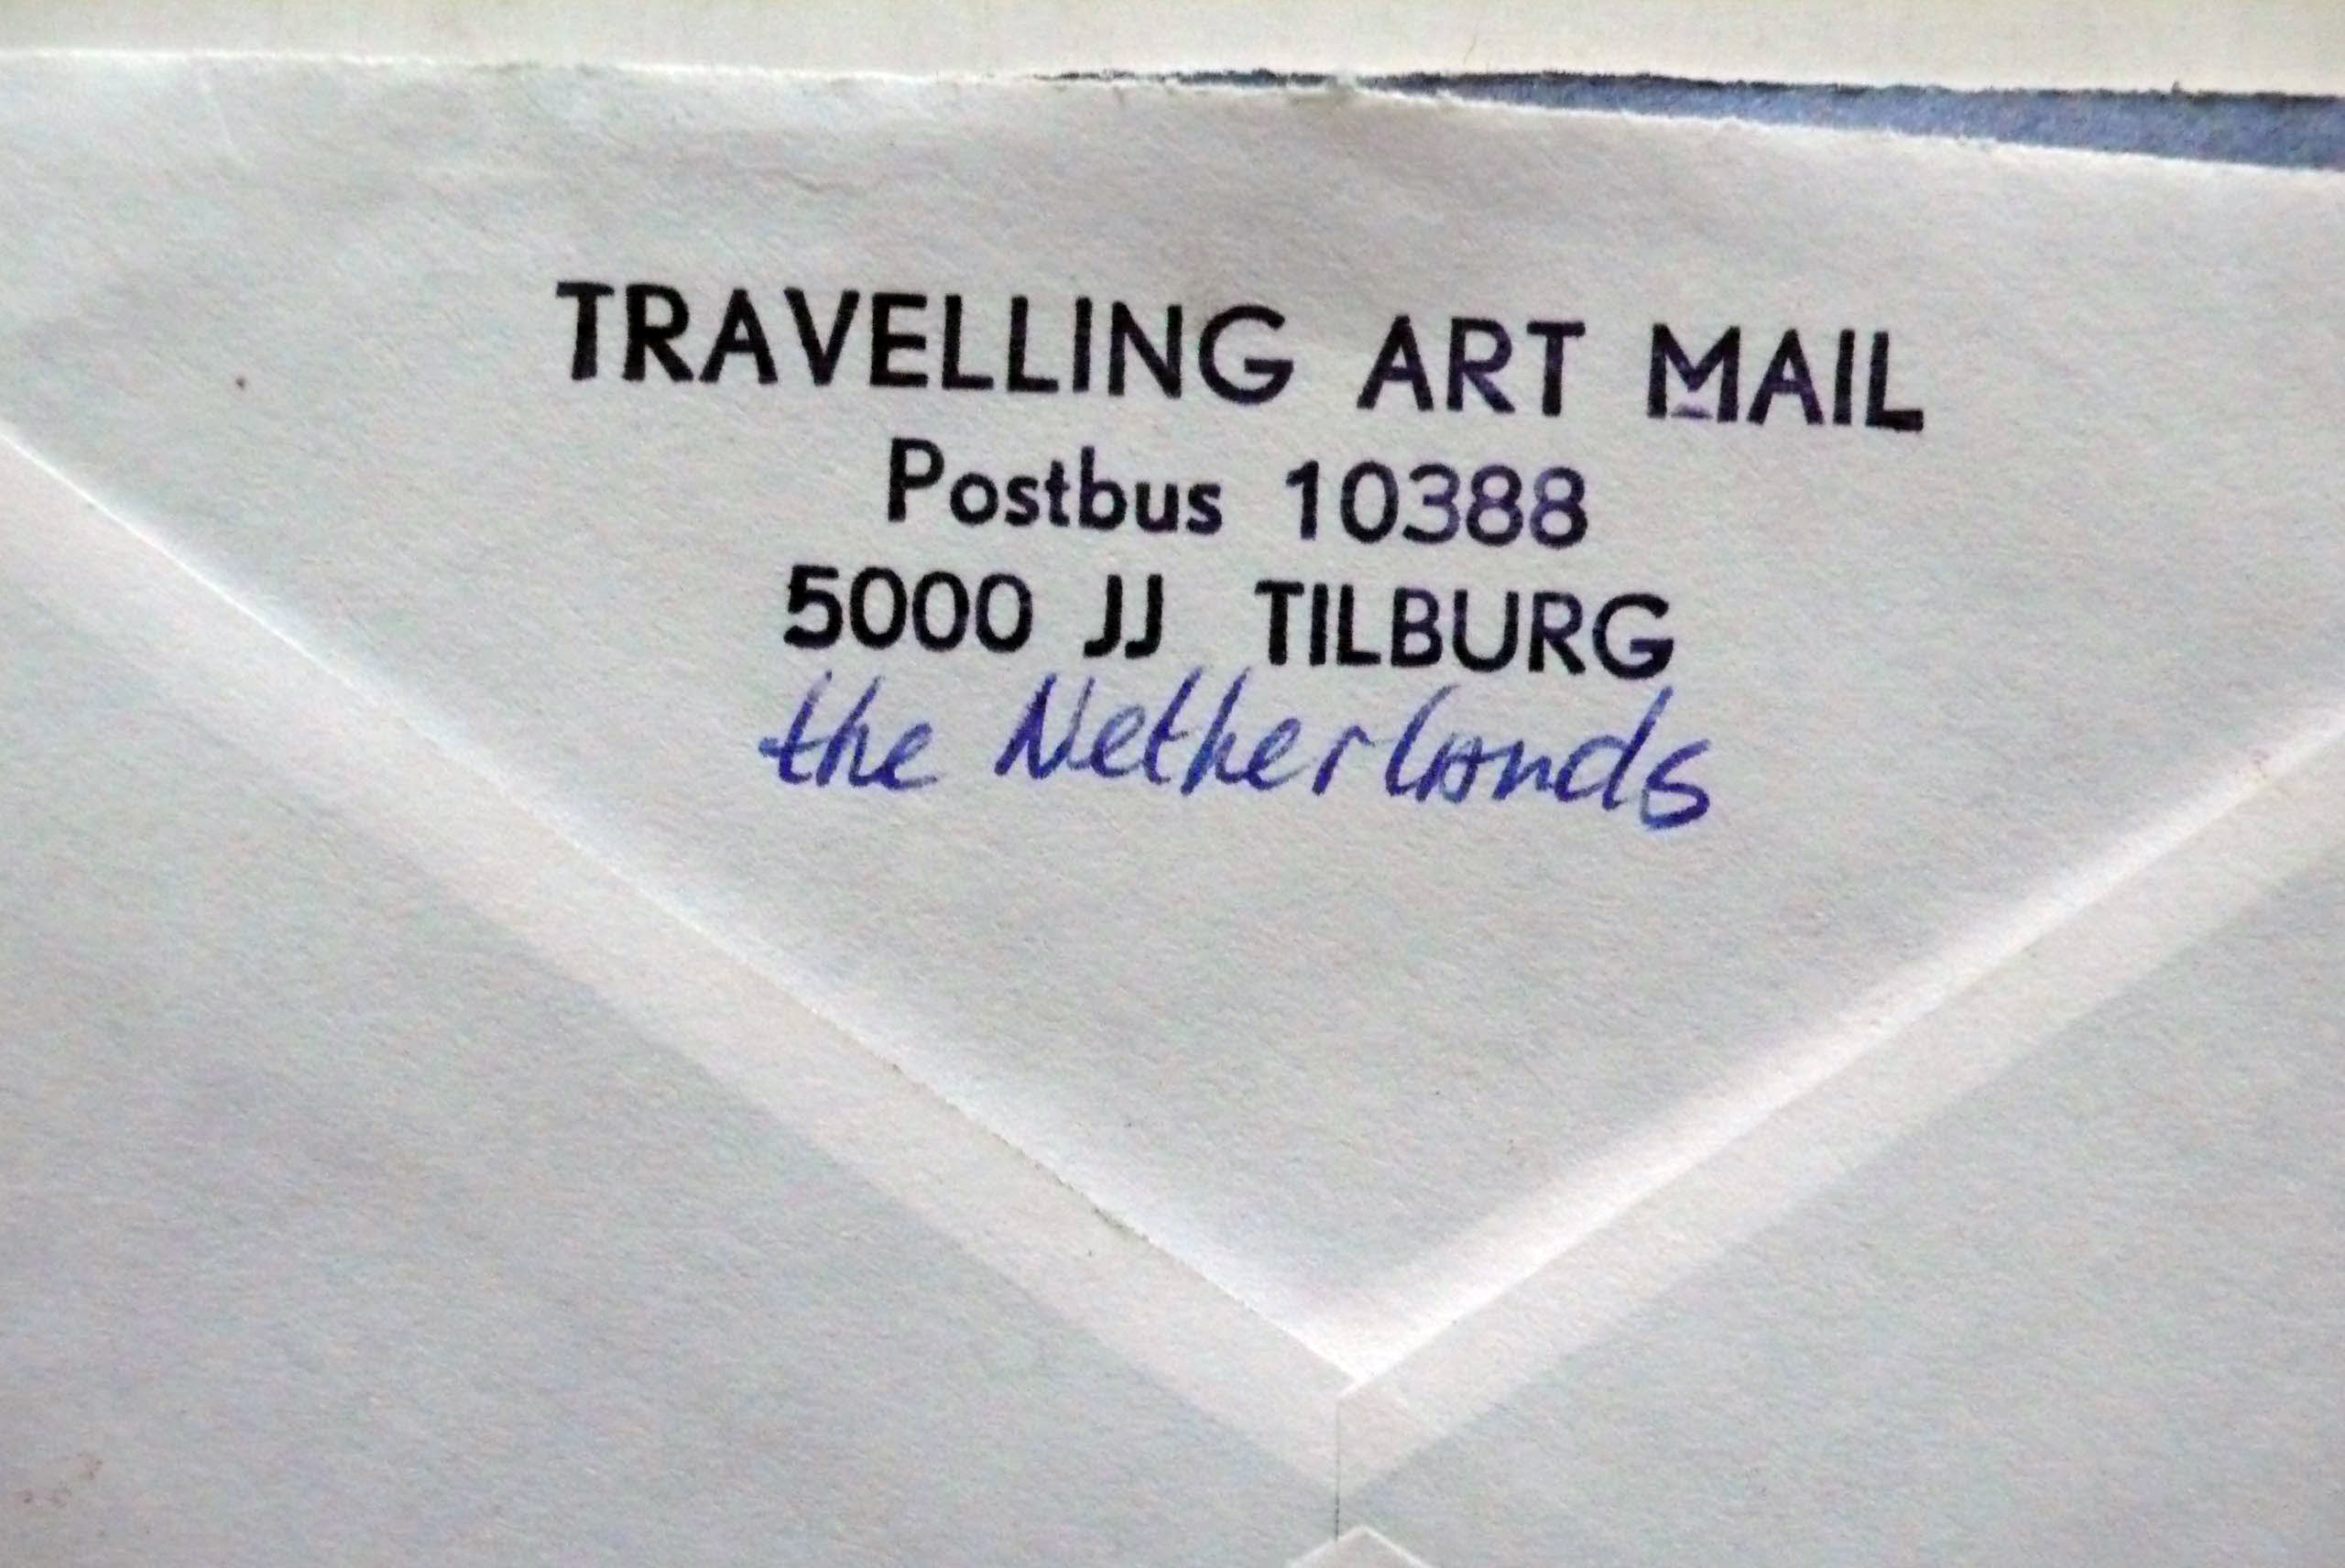 TRAVELLING ART MAIL
Postbus 10388
5000 JJ TILBURG
the Netherlands